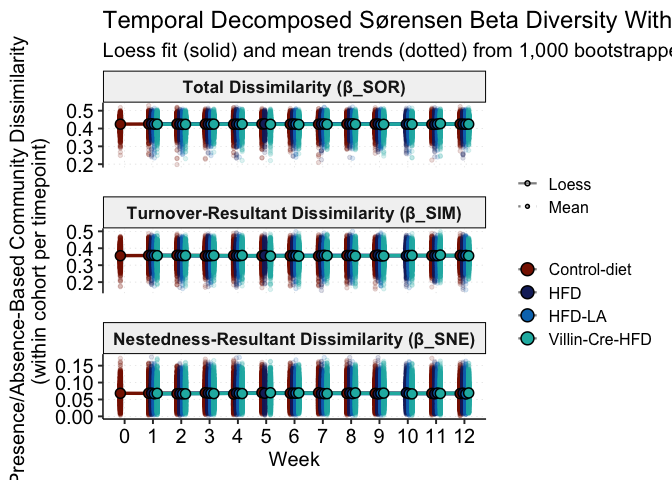 Temporal Decomposed Sørensen Beta Diversity With
Loess fit (solid) and mean trends (dotted) from 1,000 bootstrappe
Presence/Absence-Based Community Dissimilarity
(within cohort per timepoint)
Total Dissimilarity (β_SOR)
0.5
0.4
0.3
0.2
Turnover-Resultant Dissimilarity (β_SIM)
0.5
0.4
0.3
0.2
Nestedness-Resultant Dissimilarity (β_SNE)
0.15
0.10
0.05
0.00
0 1 2 3 4 5 6 7 8 9 10 11 12
Week
Loess
Mean
Control-diet
HFD
HFD-LA
Villin-Cre-HFD